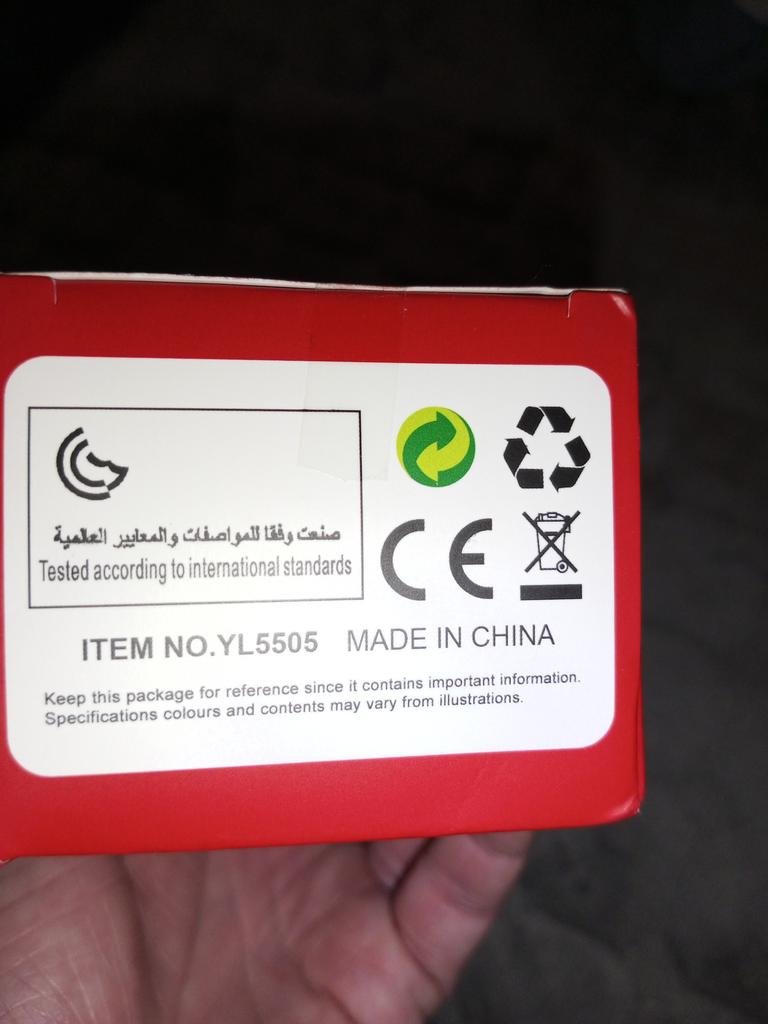 صنعت وفقا للمواصفات والمعايير العالمية
Tested according to international standards
CE
ITEM NO.YL5505 MADE IN CHINA
Keep this package for reference since it contains important information.
Specifications colours and contents may vary from illustrations.